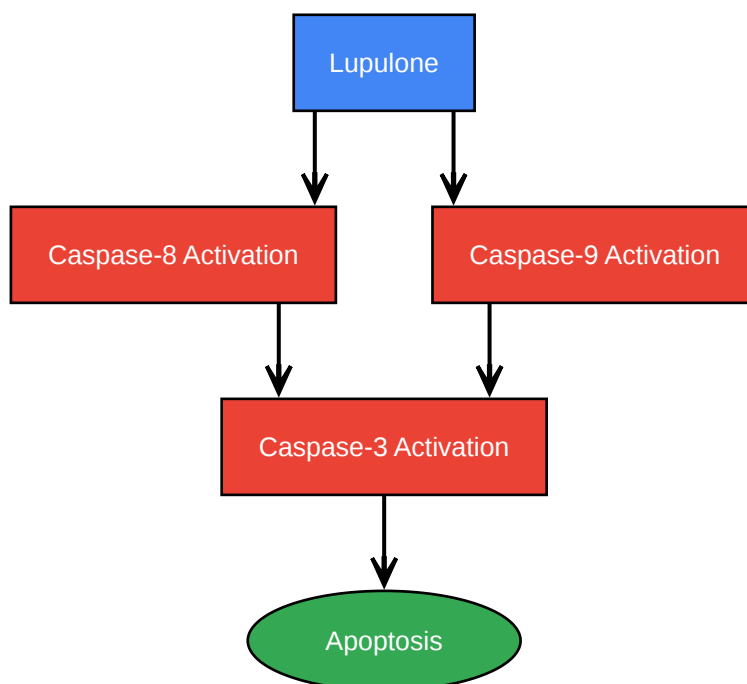 Lupulone
Caspase-8 Activation
Caspase-9 Activation
Caspase-3 Activation
Apoptosis